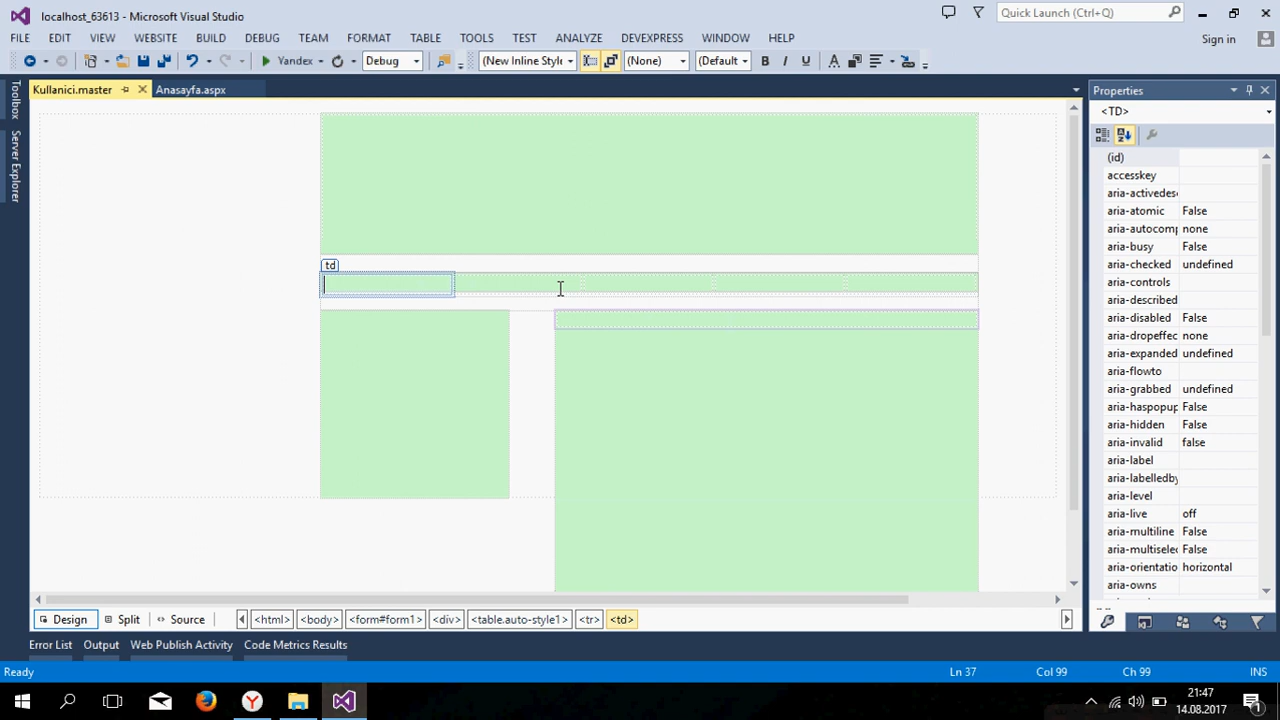 localhost_63613 - Microsoft Visual Studio
Quick Launch (Ctrl+Q)
FILE EDIT VIEW WEBSITE BUILD DEBUG TEAM FORMAT TABLE TOOLS TEST ANALYZE DEVEXPRESS WINDOW HELP
Sign in
Yandex Debug (New Inline Style (None) (Default B I U A
Kullanici.master Anasayfa.aspx
Toolbox
Server Explorer
td
Properties
<TD>
(id)
accesskey
aria-activedes
aria-atomic False
aria-autocomp none
aria-busy False
aria-checked undefined
aria-controls
aria-described
aria-disabled False
aria-dropeffec none
aria-expanded undefined
aria-flowto
aria-grabbed undefined
aria-haspopup False
aria-hidden False
aria-invalid false
aria-label
aria-labelledby
aria-level
aria-live off
aria-multiline False
aria-multiselec False
aria-orientatio horizontal
aria-owns
Design Split Source <html> <body> <form#form1> <div> <table.auto-style1> <tr> <td>
Error List Output Web Publish Activity Code Metrics Results
Ready Ln 37 Col 99 Ch 99 INS
21:47
14.08.2017
1